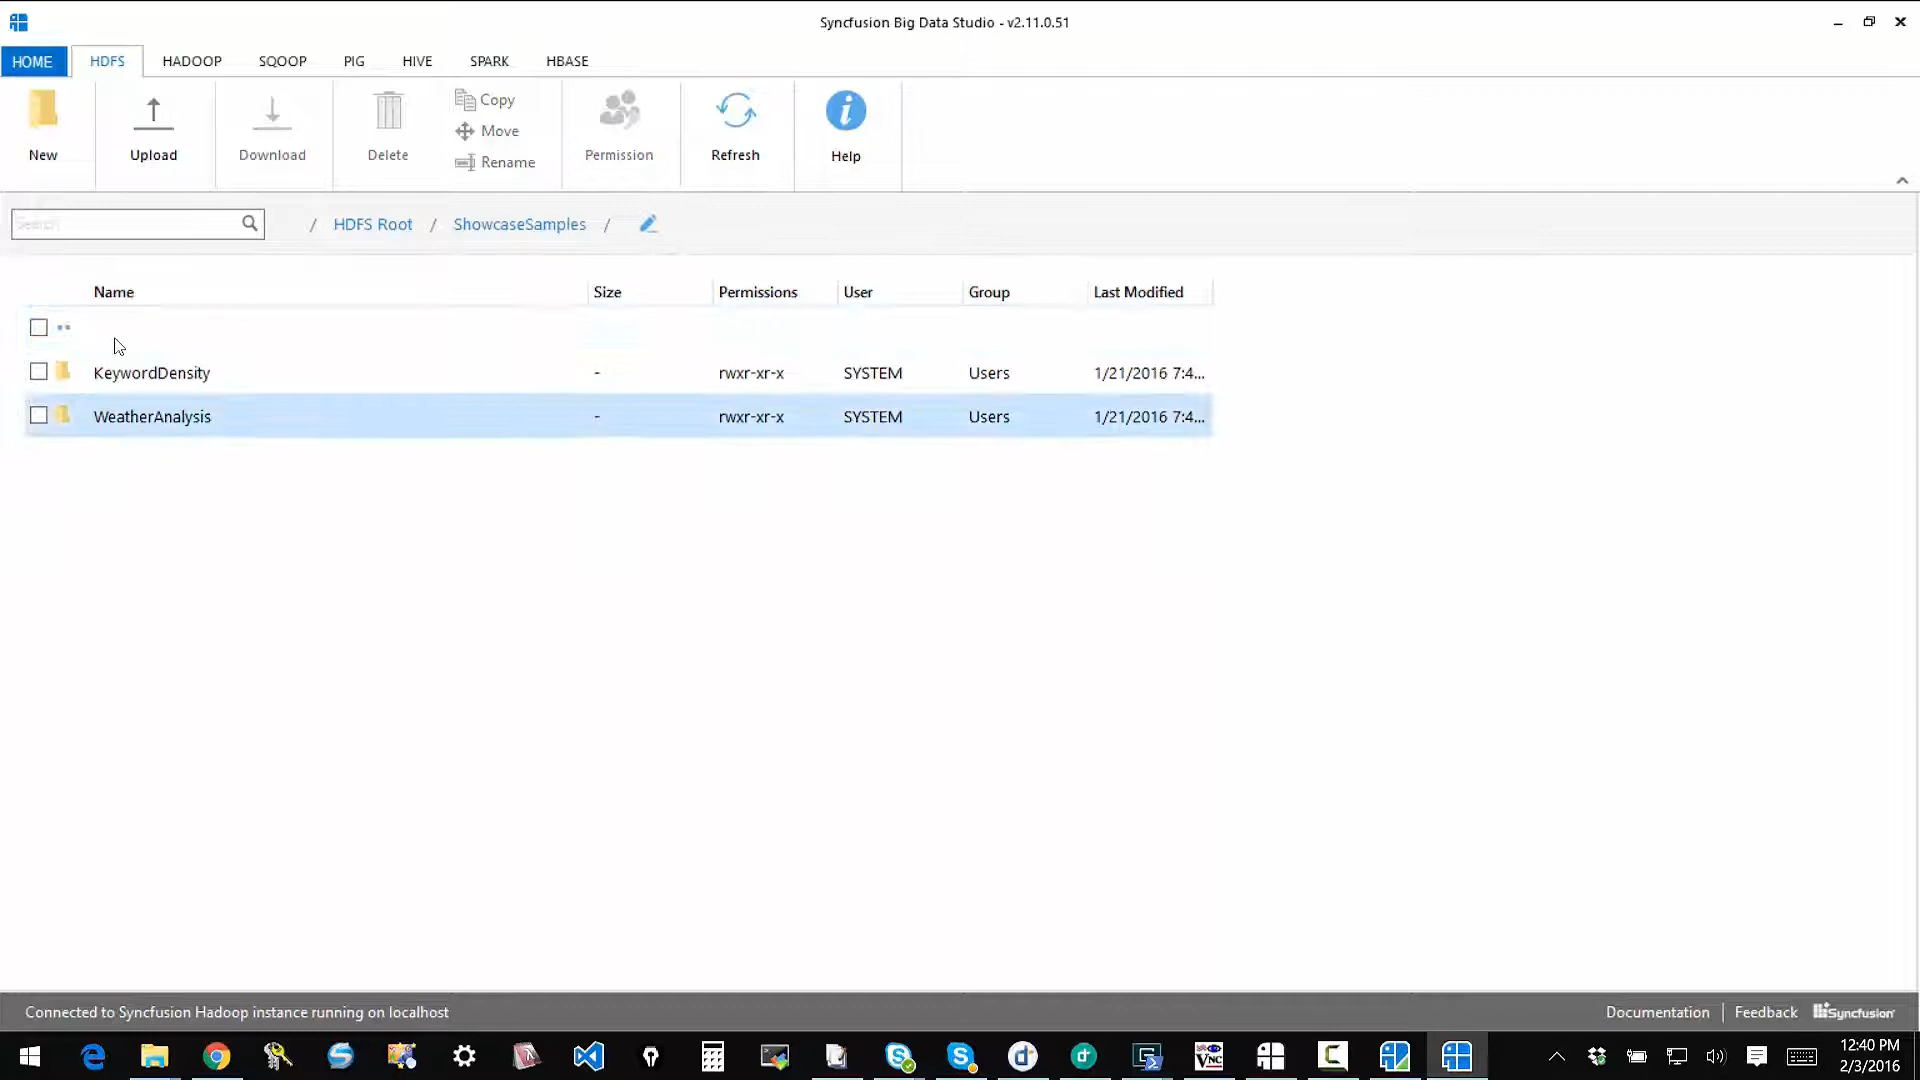 Syncfusion Big Data Studio - v2.11.0.51
HOME HDFS HADOOP SQOOP PIG HIVE SPARK HBASE
New Upload Download Delete Copy Move Rename Permission Refresh Help
Search / HDFS Root / ShowcaseSamples /
Name Size Permissions User Group Last Modified
KeywordDensity - rwxr-xr-x SYSTEM Users 1/21/2016 7:4...
WeatherAnalysis - rwxr-xr-x SYSTEM Users 1/21/2016 7:4...
Connected to Syncfusion Hadoop instance running on localhost Documentation | Feedback Syncfusion
VNC
12:40 PM
2/3/2016